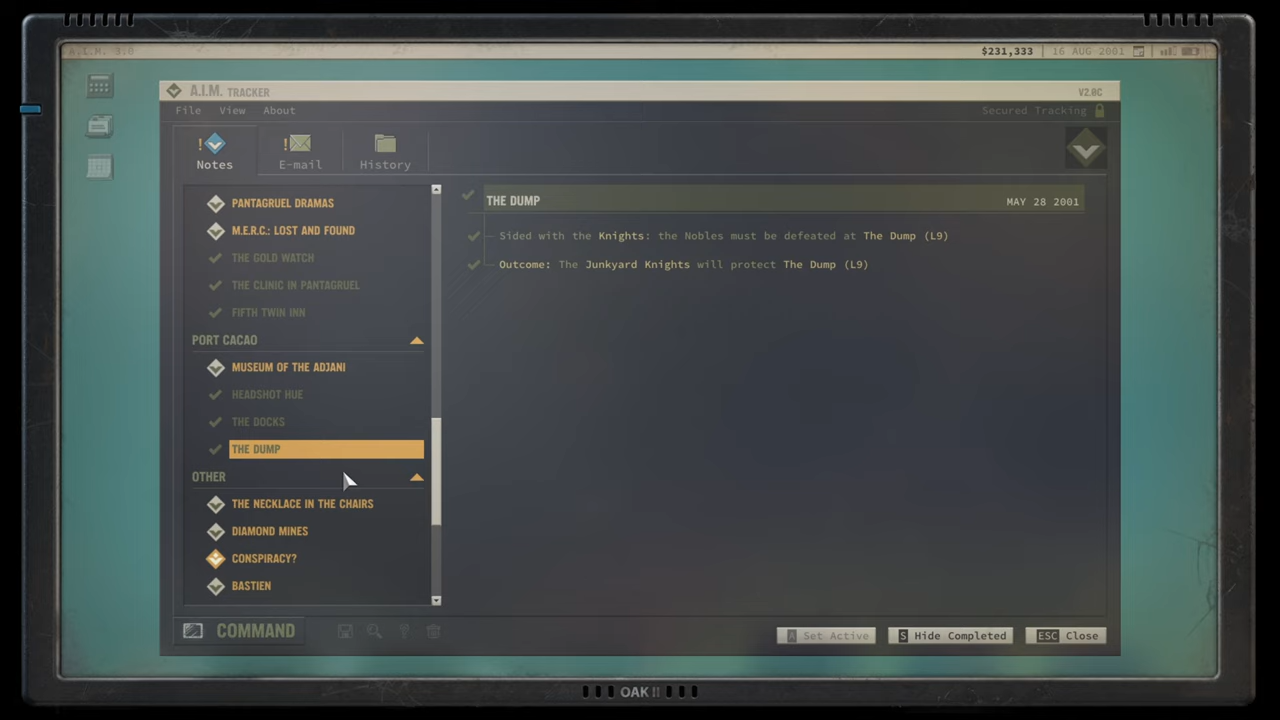 A.I.M. 3.0
$231,333 | 16 AUG 2001
A.I.M. TRACKER
V2.0C
File View About
Secured Tracking
Notes
E-mail
History
PANTAGRUEL DRAMAS
M.E.R.C.: LOST AND FOUND
THE GOLD WATCH
THE CLINIC IN PANTAGRUEL
FIFTH TWIN INN
PORT CACAO
MUSEUM OF THE ADJANI
HEADSHOT HUE
THE DOCKS
THE DUMP
OTHER
THE NECKLACE IN THE CHAIRS
DIAMOND MINES
CONSPIRACY?
BASTIEN
THE DUMP
MAY 28 2001
Sided with the Knights: the Nobles must be defeated at The Dump (L9)
Outcome: The Junkyard Knights will protect The Dump (L9)
COMMAND
A Set Active
S Hide Completed
ESC Close
OAK II